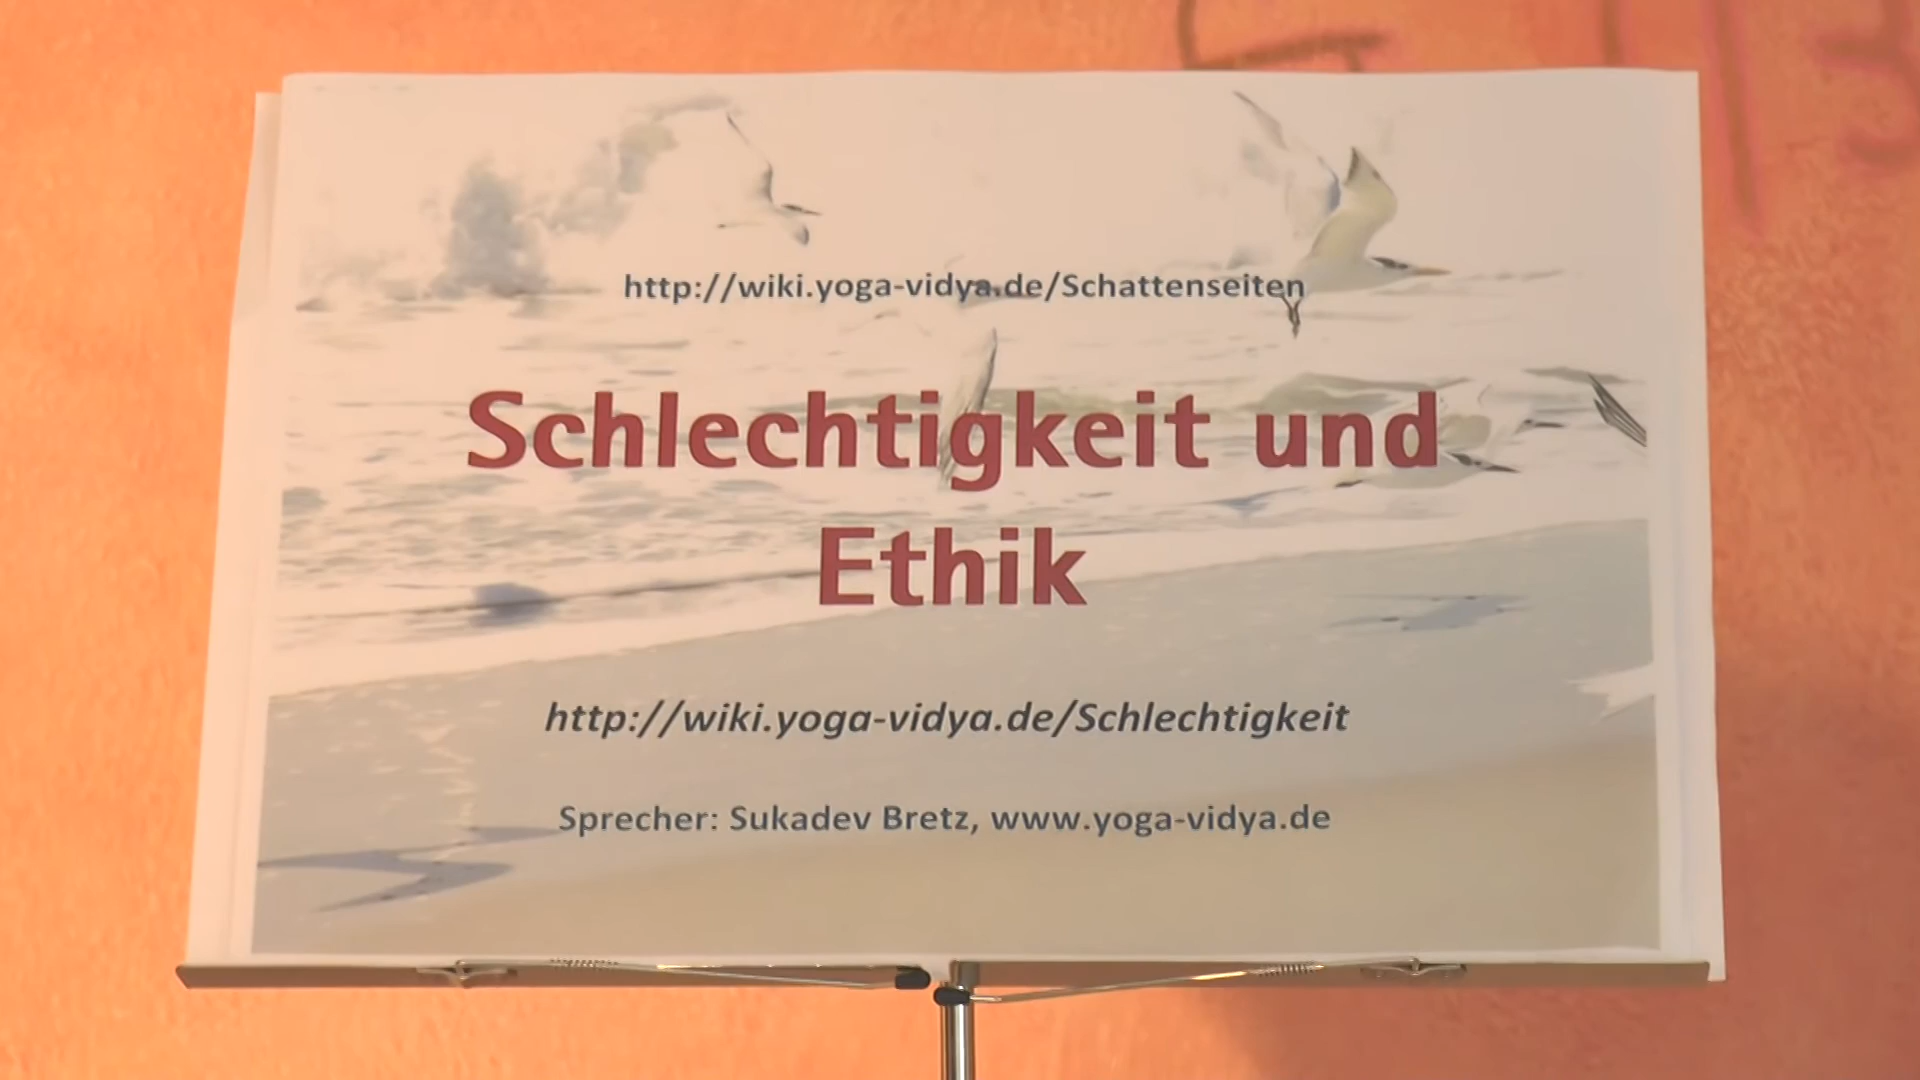 http://wiki.yoga-vidya.de/Schattenseiten
Schlechtigkeit und
Ethik
http://wiki.yoga-vidya.de/Schlechtigkeit
Sprecher: Sukadev Bretz, www.yoga-vidya.de